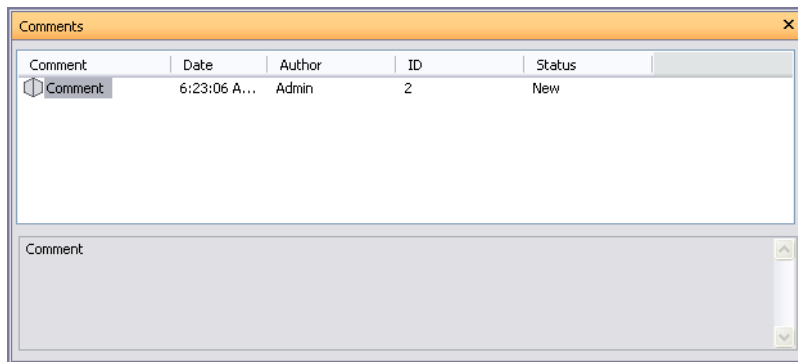 Comments
Comment Date Author ID Status
Comment 6:23:06 A... Admin 2 New
Comment